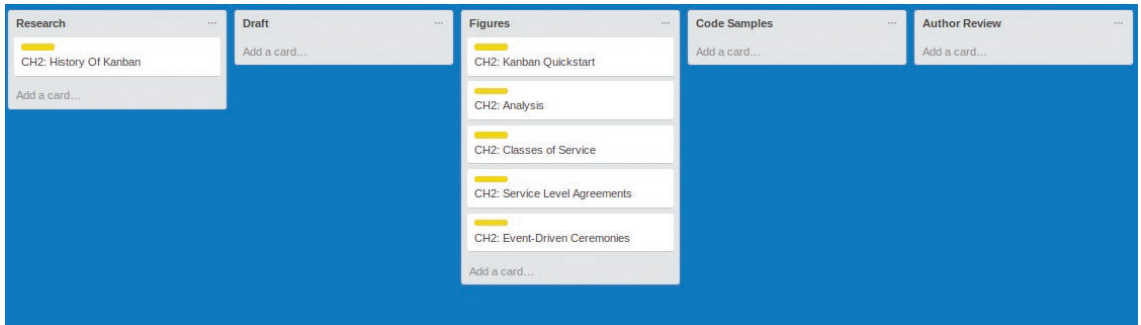 Research ...
CH2: History Of Kanban
Add a card...
Draft ...
Add a card...
Figures ...
CH2: Kanban Quickstart
CH2: Analysis
CH2: Classes of Service
CH2: Service Level Agreements
CH2: Event-Driven Ceremonies
Add a card...
Code Samples ...
Add a card...
Author Review ...
Add a card...